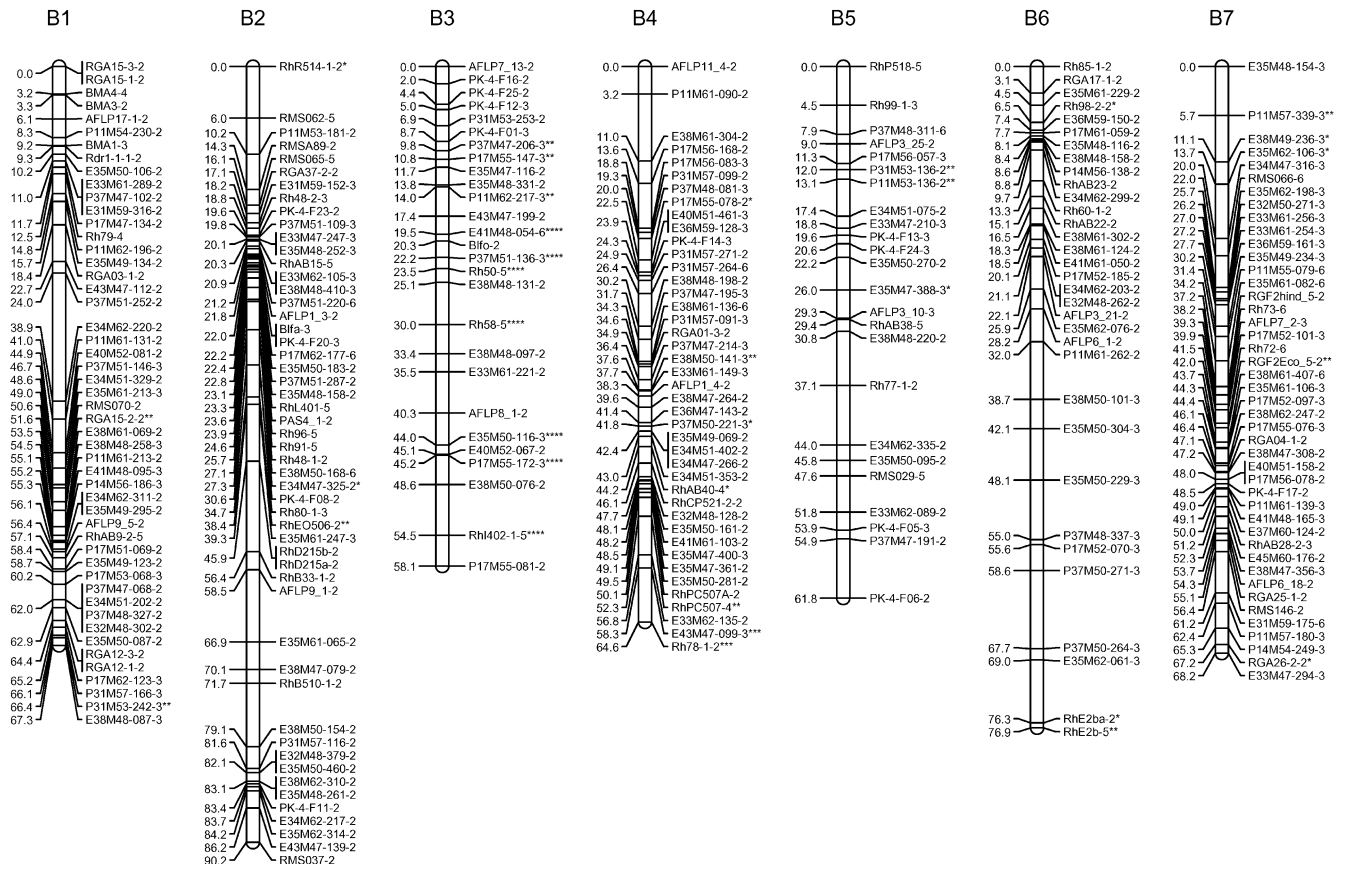 B1
0.0 RGA15-3-2
RGA15-1-2
3.2 BMA4-4
3.3 BMA3-2
6.1 AFLP17-1-2
8.3 P11M54-230-2
9.2 BMA1-3
9.3 Rdr1-1-1-2
10.2 E35M50-106-2
E33M61-289-2
11.0 P37M47-102-2
E31M59-316-2
11.7 P17M47-134-2
12.5 Rh79-4
14.8 P11M62-196-2
15.7 E35M49-134-2
18.4 RGA03-1-2
22.7 E43M47-112-2
24.0 P37M51-252-2
38.9 E34M62-220-2
41.0 P11M61-131-2
44.9 E40M52-081-2
46.7 P37M51-146-3
48.6 E34M51-329-2
49.0 E35M61-213-3
50.6 RMS070-2
51.6 RGA15-2-2**
53.5 E38M61-069-2
54.5 E38M48-258-3
55.1 P11M61-213-2
55.2 E41M48-095-3
55.3 P14M56-186-3
56.1 E34M62-311-2
E35M49-295-2
56.4 AFLP9_5-2
57.1 RhAB9-2-5
58.4 P17M51-069-2
58.7 E35M49-123-2
60.2 P17M53-068-3
P37M47-068-2
62.0 E34M51-202-2
P37M48-327-2
E32M48-302-2
62.9 E35M50-087-2
64.4 RGA12-3-2
RGA12-1-2
65.2 P17M62-123-3
66.1 P31M57-166-3
66.4 P31M53-242-3**
67.3 E38M48-087-3
B2
0.0 RhR514-1-2*
6.0 RMS062-5
10.2 P11M53-181-2
14.3 RMSA89-2
16.1 RMS065-5
17.1 RGA37-2-2
18.2 E31M59-152-3
18.8 Rh48-2-3
19.6 PK-4-F23-2
19.8 P37M51-109-3
20.1 E33M47-247-3
E35M48-252-3
20.3 RhAB15-5
20.9 E33M62-105-3
E38M48-410-3
21.2 P37M51-220-6
21.8 AFLP1_3-2
22.0 Blfa-3
PK-4-F20-3
22.2 P17M62-177-6
22.4 E35M50-183-2
22.8 P37M51-287-2
23.1 E35M48-158-2
23.3 RhL401-5
23.6 PAS4_1-2
23.9 Rh96-5
24.6 Rh91-5
25.7 Rh48-1-2
27.1 E38M50-168-6
27.3 E34M47-325-2*
30.6 PK-4-F08-2
34.7 Rh80-1-3
38.4 RhEO506-2**
39.3 E35M61-247-3
45.9 RhD215b-2
RhD215a-2
56.4 RhB33-1-2
58.5 AFLP9_1-2
66.9 E35M61-065-2
70.1 E38M47-079-2
71.7 RhB510-1-2
79.1 E38M50-154-2
81.6 P31M57-116-2
82.1 E32M48-379-2
E35M50-460-2
83.1 E38M62-310-2
E35M48-261-2
83.4 PK-4-F11-2
83.7 E34M62-217-2
84.2 E35M62-314-2
86.2 E43M47-139-2
90.2 RMS037-2
B3
0.0 AFLP7_13-2
2.0 PK-4-F16-2
4.4 PK-4-F25-2
5.0 PK-4-F12-3
6.9 P31M53-253-2
8.7 PK-4-F01-3
9.8 P37M47-206-3**
10.8 P17M55-147-3**
11.7 P37M47-116-2
13.8 E35M48-331-2
14.0 P11M62-217-3**
17.4 E43M47-199-2
19.5 E41M48-054-6****
20.3 Blfo-2
22.2 P37M51-136-3****
23.5 Rh50-5****
25.1 E38M48-131-2
30.0 Rh58-5****
33.4 E38M48-097-2
35.5 E33M61-221-2
40.3 AFLP8_1-2
44.0 E35M50-116-3****
45.1 E40M52-067-2
45.2 P17M55-172-3****
48.6 E38M50-076-2
54.5 RhI402-1-5****
58.1 P17M55-081-2
B4
0.0 AFLP11_4-2
3.2 P11M61-090-2
11.0 E38M61-304-2
13.6 P17M56-168-2
18.8 P17M56-083-3
19.3 P31M57-099-2
20.0 P37M48-081-3
22.5 P17M55-078-2*
23.9 E40M51-461-3
E36M59-128-3
24.3 PK-4-F14-3
24.9 P31M57-271-2
26.4 P31M57-264-6
30.2 E38M48-198-2
31.7 P37M47-195-3
34.6 E38M61-136-6
34.6 P31M57-091-3
34.9 RGA01-3-2
36.4 P37M47-214-3
37.6 E38M50-141-3**
37.7 E33M61-149-3
38.3 AFLP1_4-2
39.6 E38M47-264-2
41.4 E36M47-143-2
41.8 P37M50-221-3*
E35M49-069-2
42.4 E34M51-402-2
E34M47-266-2
43.0 E34M51-353-2
44.2 RhAB40-4*
46.1 RhCP521-2-2
47.7 E32M48-128-2
48.1 E35M50-161-2
48.2 E41M61-103-2
48.5 E35M47-400-3
49.1 E35M47-361-2
49.5 E35M50-281-2
50.1 RhPC507A-2
52.3 RhPC507-4**
56.8 E33M62-135-2
58.3 E43M47-099-3***
64.6 Rh78-1-2***
B5
0.0 RhP518-5
4.5 Rh99-1-3
7.9 P37M48-311-6
9.0 AFLP3_25-2
11.3 P17M56-057-3
12.0 P31M53-136-2**
13.1 P11M53-136-2**
17.4 E34M51-075-2
18.8 E33M47-210-3
19.6 PK-4-F13-3
20.6 PK-4-F24-3
22.2 E35M50-270-2
26.0 E35M47-388-3*
29.3 AFLP3_10-3
29.4 RhAB38-5
30.8 E38M48-220-2
37.1 Rh77-1-2
44.0 E34M62-335-2
45.8 E35M50-095-2
47.6 RMS029-5
51.8 E33M62-089-2
53.9 PK-4-F05-3
54.9 P37M47-191-2
61.8 PK-4-F06-2
B6
0.0 Rh85-1-2
3.1 RGA17-1-2
4.5 E35M61-229-2
6.5 Rh98-2-2*
7.4 E36M59-150-2
7.7 P17M61-059-2
8.1 E35M48-116-2
8.4 E38M48-158-2
8.6 P14M56-138-2
8.8 RhAB23-2
9.7 E34M62-299-2
13.3 Rh60-1-2
15.1 RhAB22-2
16.5 E38M61-302-2
18.3 E38M61-124-2
18.5 E41M61-050-2
20.1 P17M52-185-2
21.1 E34M62-203-2
E32M48-262-2
22.1 AFLP3_21-2
25.9 E35M62-076-2
28.2 AFLP6_1-2
32.0 P11M61-262-2
38.7 E38M50-101-3
42.1 E35M50-304-3
48.1 E35M50-229-3
55.0 P37M48-337-3
55.6 P17M52-070-3
58.6 P37M50-271-3
67.7 P37M50-264-3
69.0 E35M62-061-3
76.3 RhE2ba-2*
76.9 RhE2b-5**
B7
0.0 E35M48-154-3
5.7 P11M57-339-3**
11.1 E38M49-236-3*
13.7 E35M62-106-3*
20.0 E34M47-316-3
22.0 RMS066-6
25.7 E35M62-198-3
26.2 E32M50-271-3
27.0 E33M61-256-3
27.2 E33M61-254-3
27.7 E36M59-161-3
30.2 E35M49-234-3
31.4 P11M55-079-6
34.2 E35M61-082-6
37.2 RGF2hind_5-2
38.2 Rh73-6
39.3 AFLP7_2-3
39.9 P17M52-101-3
41.5 Rh72-6
42.0 RGF2Eco_5-2**
43.7 E38M61-407-6
44.3 E35M61-106-3
44.4 P17M52-097-3
46.1 E38M62-247-2
46.4 P17M55-076-3
47.1 RGA04-1-2
47.2 E38M47-308-2
48.0 E40M51-158-2
P17M56-078-2
48.5 PK-4-F17-2
49.0 P11M61-139-3
49.1 E41M48-165-3
50.0 E37M60-124-2
51.2 RhAB28-2-3
52.3 E45M60-176-2
53.7 E38M47-356-3
54.3 AFLP6_18-2
55.1 RGA25-1-2
56.4 RMS146-2
61.2 E31M59-175-6
62.4 P11M57-180-3
65.3 P14M54-249-3
67.2 RGA26-2-2*
68.2 E33M47-294-3